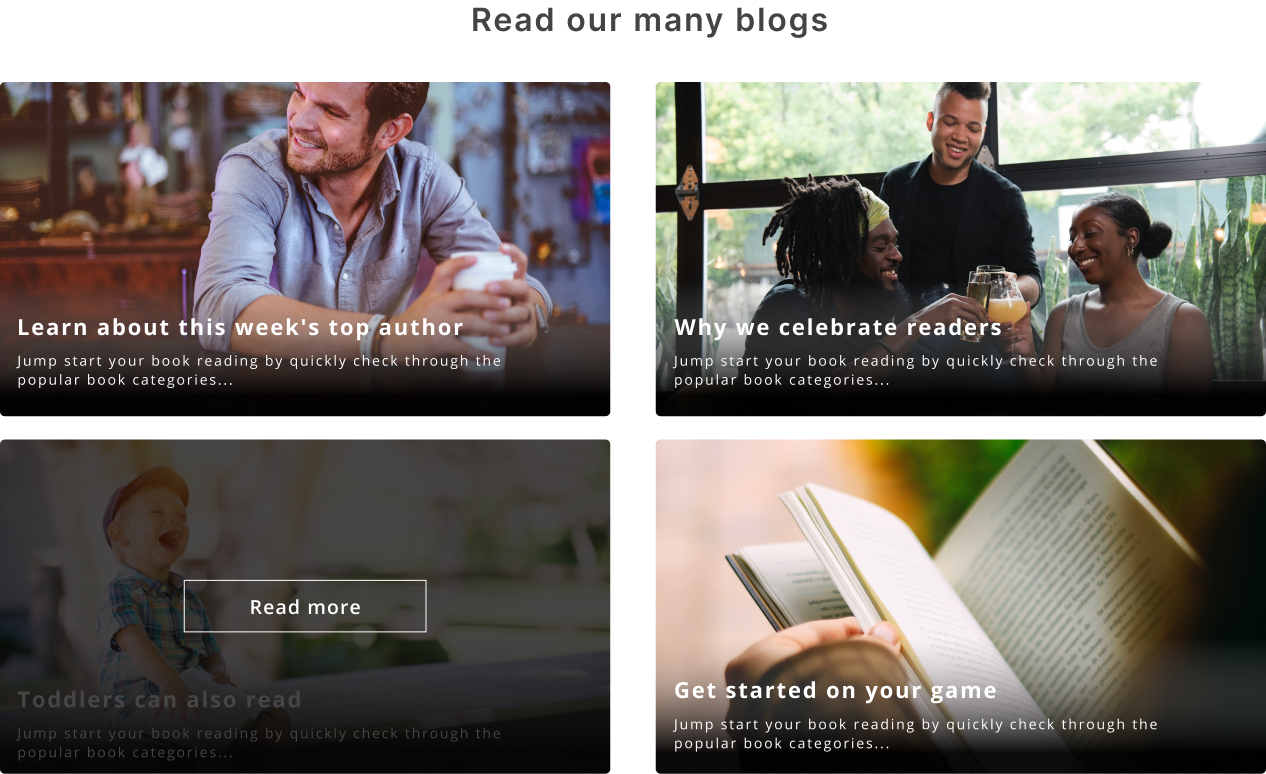 Read our many blogs
Learn about this week's top author
Jump start your book reading by quickly check through the
popular book categories...
Why we celebrate readers
Jump start your book reading by quickly check through the
popular book categories...
Read more
Toddlers can also read
Jump start your book reading by quickly check through the
popular book categories...
Get started on your game
Jump start your book reading by quickly check through the
popular book categories...